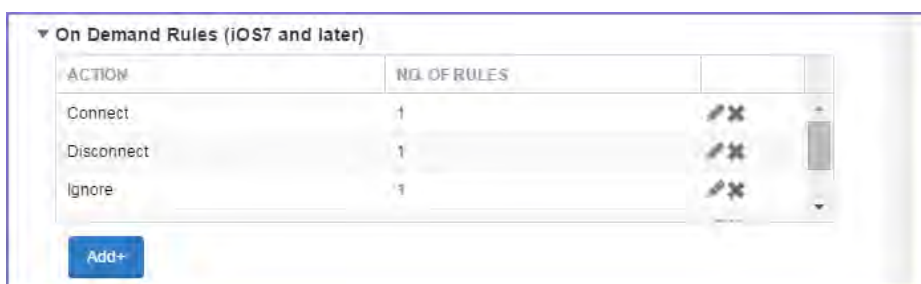 On Demand Rules (iOS7 and later)
ACTION NO. OF RULES
Connect 1
Disconnect 1
Ignore 1
Add+